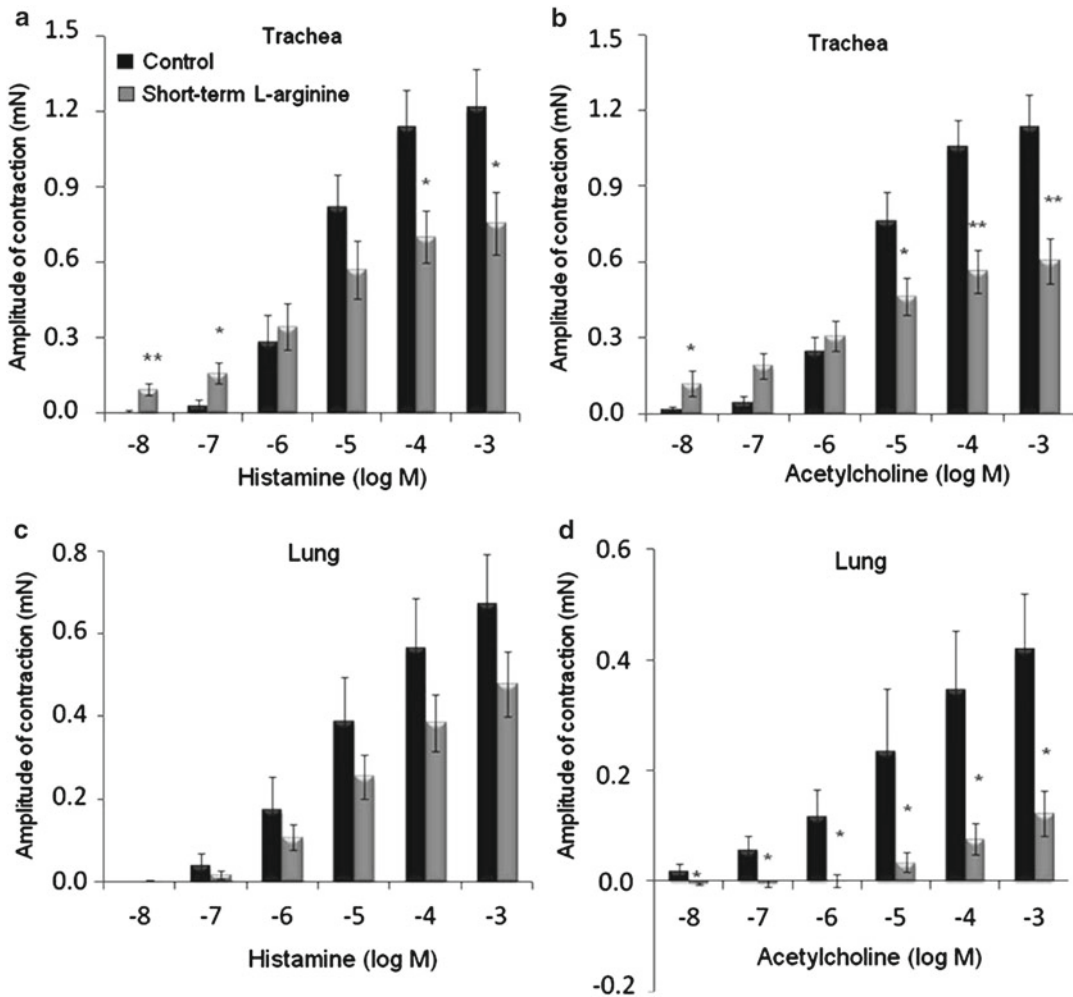 a
Trachea
Control
Short-term L-arginine
Amplitude of contraction (mN)
1.5
1.2
0.9
0.6
0.3
0.0
*
*
*
**
-8 -7 -6 -5 -4 -3
Histamine (log M)
b
Trachea
Amplitude of contraction (mN)
1.5
1.2
0.9
0.6
0.3
0.0
**
**
*
*
-8 -7 -6 -5 -4 -3
Acetylcholine (log M)
c
Lung
Amplitude of contraction (mN)
0.8
0.6
0.4
0.2
0.0
-8 -7 -6 -5 -4 -3
Histamine (log M)
d
Lung
Amplitude of contraction (mN)
0.6
0.4
0.2
0.0
-0.2
*
*
*
*
*
*
-8 -7 -6 -5 -4 -3
Acetylcholine (log M)